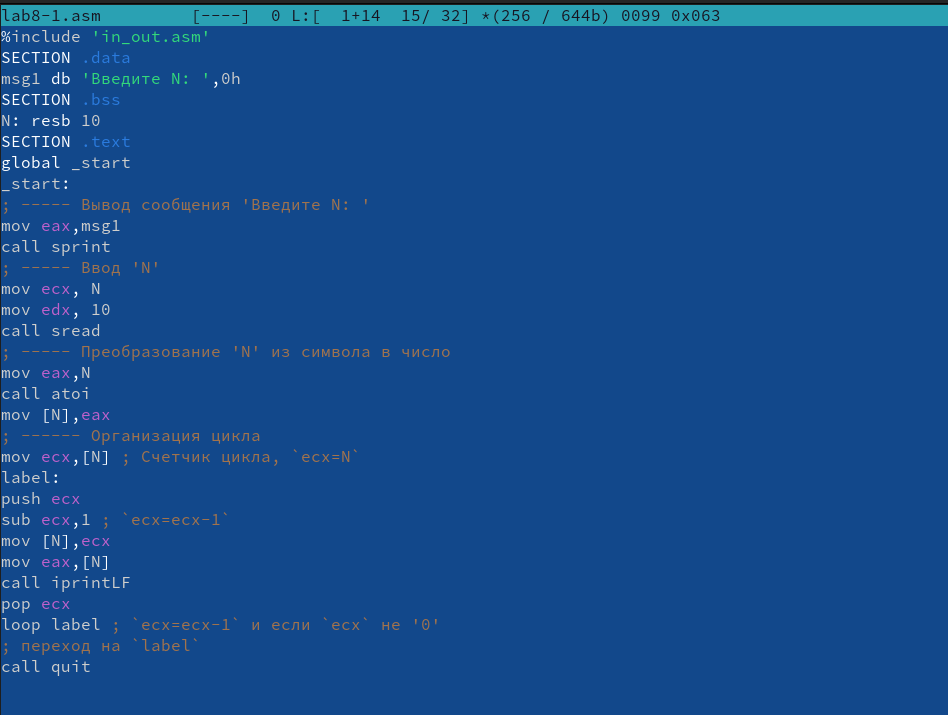 lab8-1.asm [----] 0 L:[ 1+14 15/ 32] *(256 / 644b) 0099 0x063
%include 'in_out.asm'
SECTION .data
msg1 db 'Введите N: ',0h
SECTION .bss
N: resb 10
SECTION .text
global _start
_start:
; ----- Вывод сообщения 'Введите N: '
mov eax,msg1
call sprint
; ----- Ввод 'N'
mov ecx, N
mov edx, 10
call sread
; ----- Преобразование 'N' из символа в число
mov eax,N
call atoi
mov [N],eax
; ------ Организация цикла
mov ecx,[N] ; Счетчик цикла, `ecx=N`
label:
push ecx
sub ecx,1 ; `ecx=ecx-1`
mov [N],ecx
mov eax,[N]
call iprintLF
pop ecx
loop label ; `ecx=ecx-1` и если `ecx` не '0'
; переход на `label`
call quit